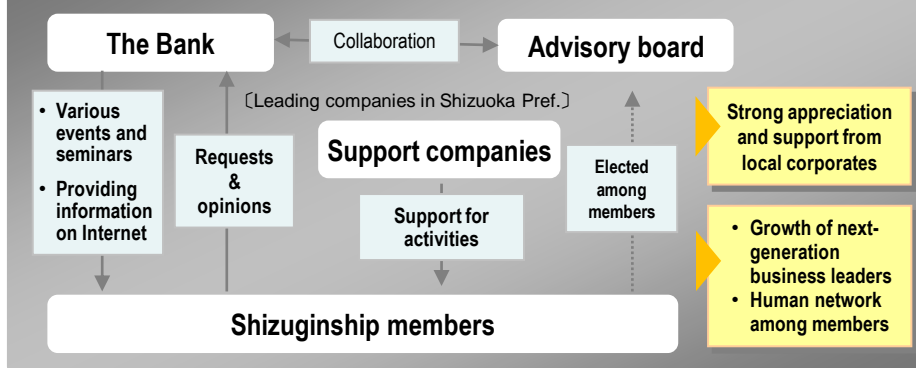 The Bank
Collaboration
Advisory board
〔Leading companies in Shizuoka Pref.〕
• Various
events and
seminars
• Providing
information
on Internet
Requests
&
opinions
Support companies
Support for
activities
Elected
among
members
Shizuginship members
Strong appreciation
and support from
local corporates
• Growth of next-
generation
business leaders
• Human network
among members